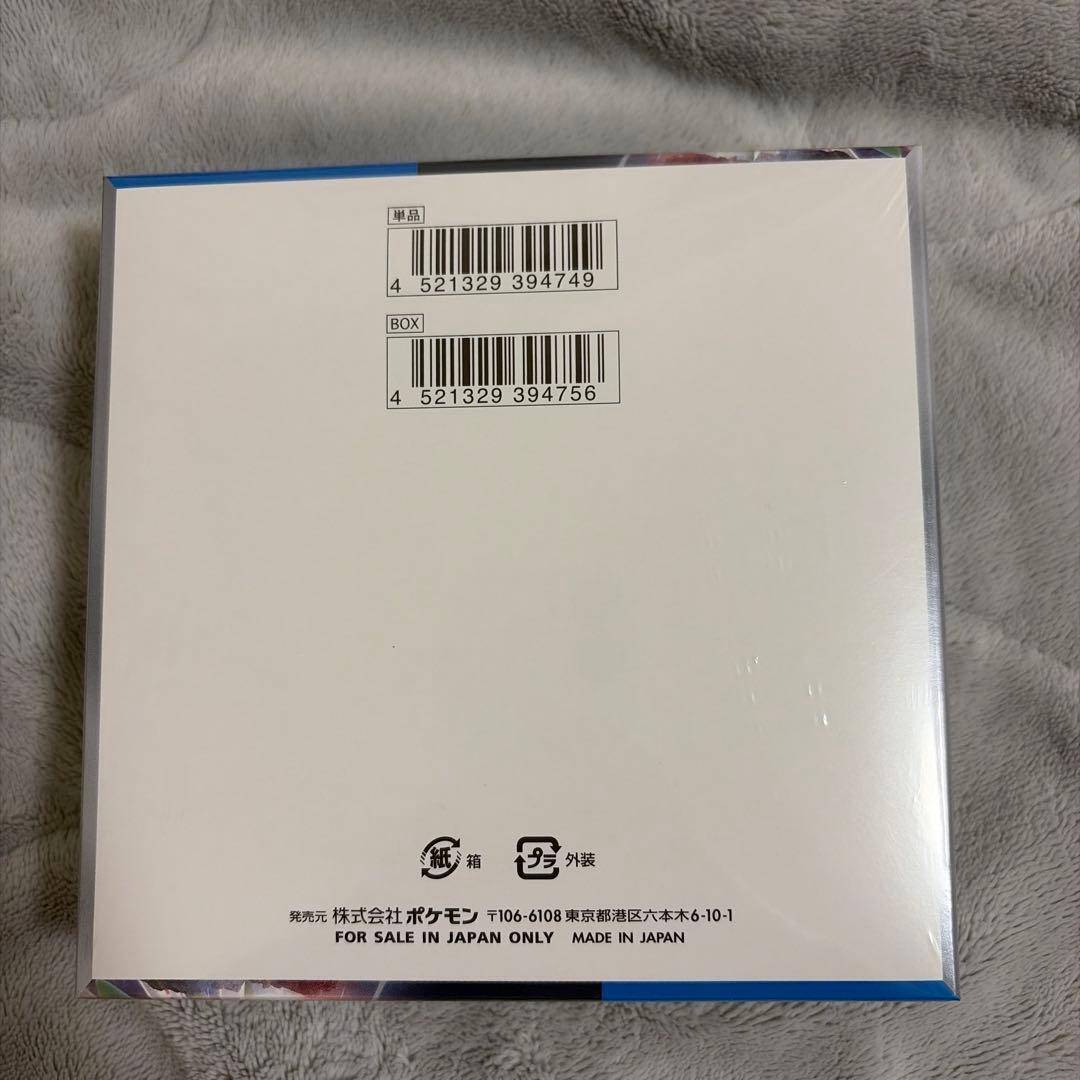 単品
4 521329 394749
BOX
4 521329 394756
紙 箱 プラ 外装
発売元 株式会社 ポケモン 〒106-6108 東京都港区六本木6-10-1
FOR SALE IN JAPAN ONLY MADE IN JAPAN